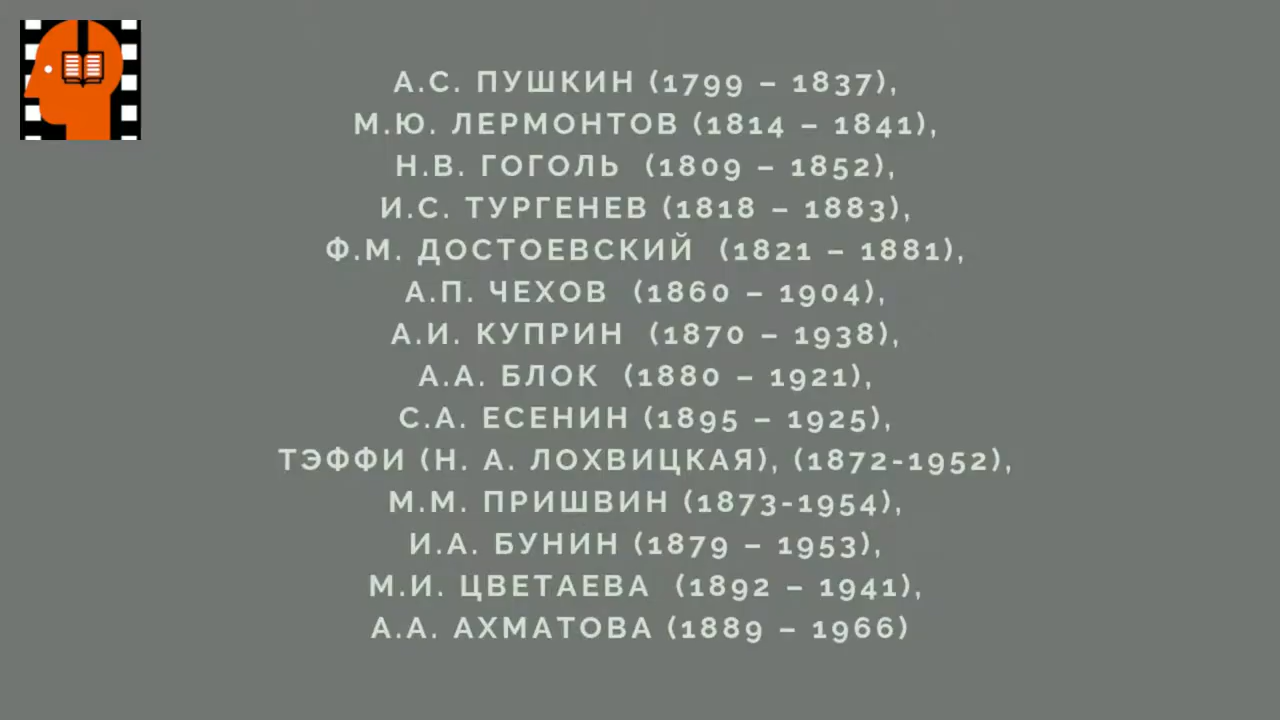 А.С. ПУШКИН (1799 – 1837),
М.Ю. ЛЕРМОНТОВ (1814 – 1841),
Н.В. ГОГОЛЬ (1809 – 1852),
И.С. ТУРГЕНЕВ (1818 – 1883),
Ф.М. ДОСТОЕВСКИЙ (1821 – 1881),
А.П. ЧЕХОВ (1860 – 1904),
А.И. КУПРИН (1870 – 1938),
А.А. БЛОК (1880 – 1921),
С.А. ЕСЕНИН (1895 – 1925),
ТЭФФИ (Н. А. ЛОХВИЦКАЯ), (1872-1952),
М.М. ПРИШВИН (1873-1954),
И.А. БУНИН (1879 – 1953),
М.И. ЦВЕТАЕВА (1892 – 1941),
А.А. АХМАТОВА (1889 – 1966)